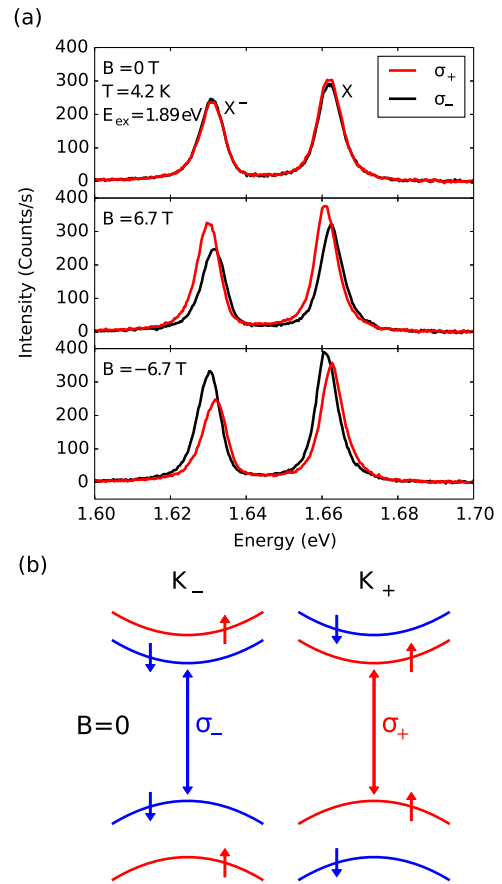 (a)
B=0 T
T=4.2 K
E_ex=1.89eV
X⁻
X
σ₊
σ₋
400
300
200
100
0
B=6.7 T
400
300
200
100
0
B=−6.7 T
400
300
200
100
0
Intensity (Counts/s)
1.60 1.62 1.64 1.66 1.68 1.70
Energy (eV)
(b)
K₋ K₊
B=0 σ₋ σ₊